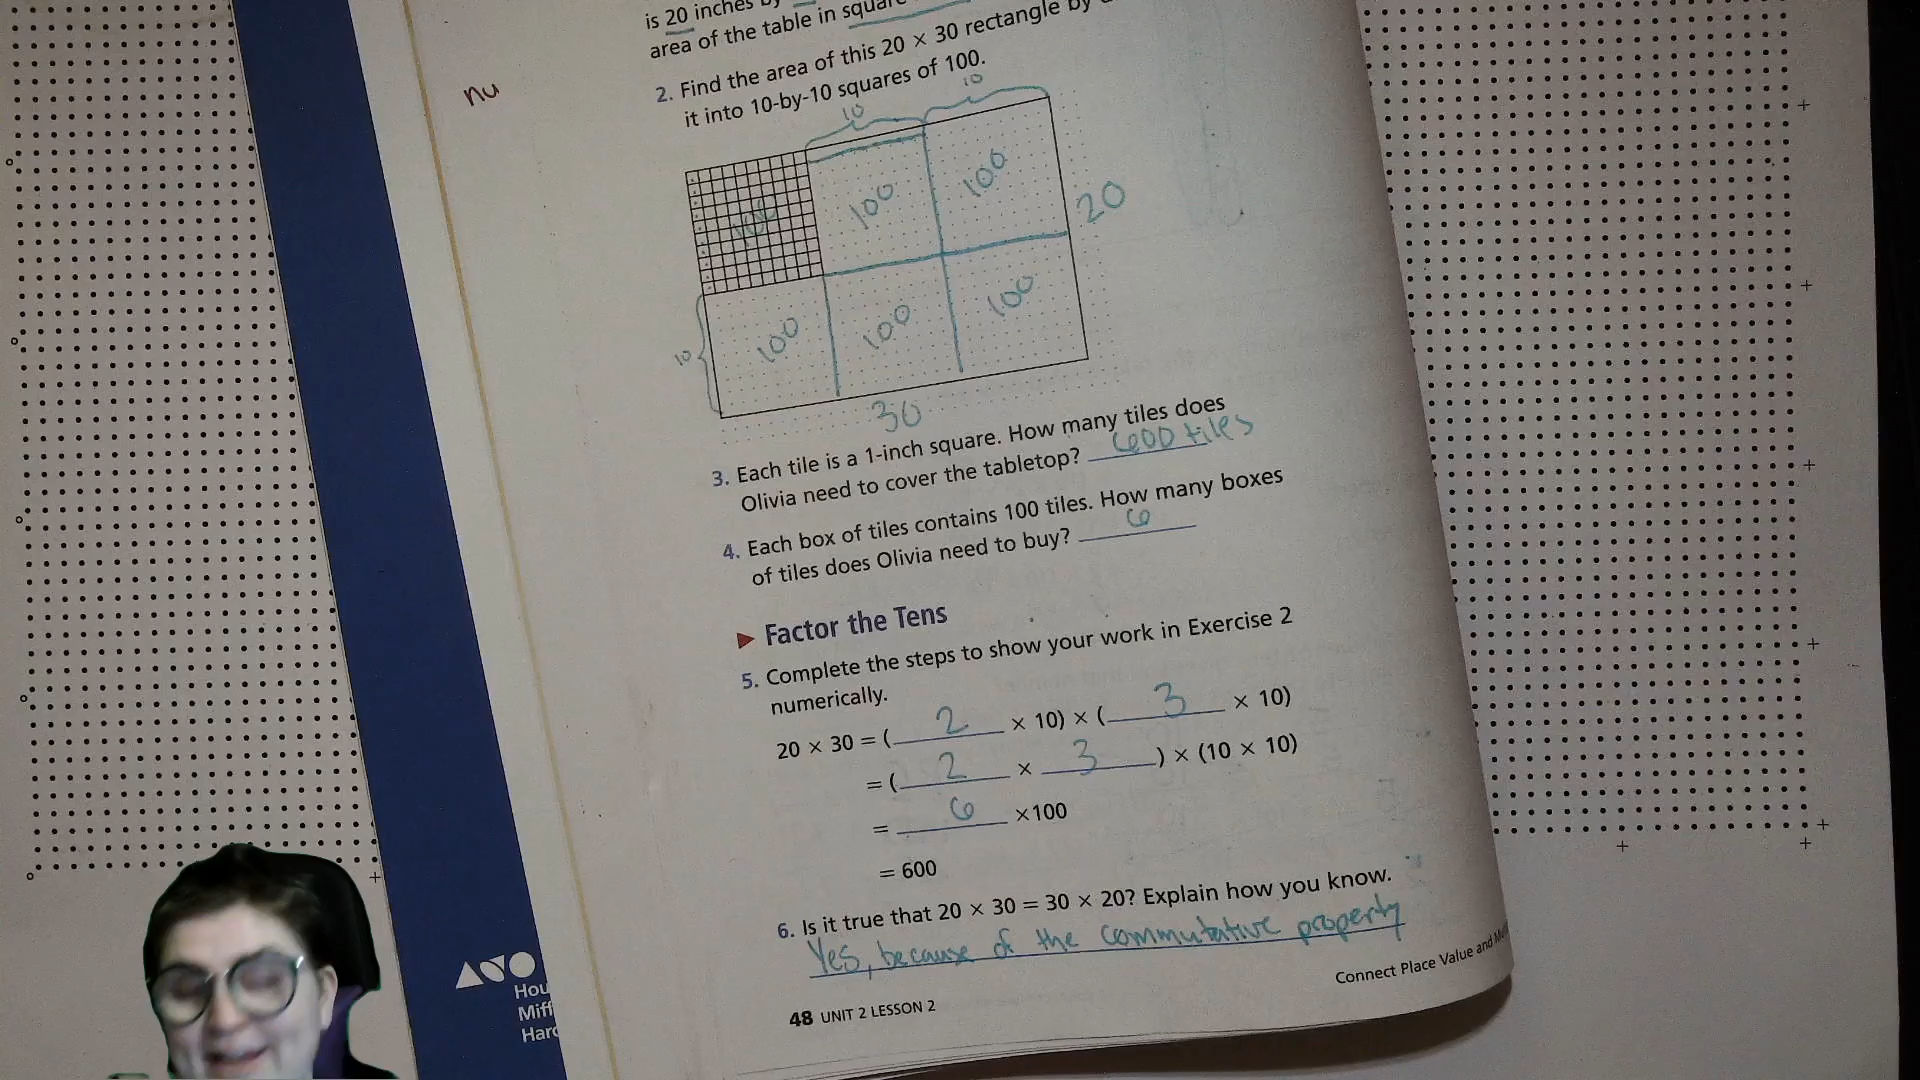 is 20 inches by
area of the table in square
2. Find the area of this 20 × 30 rectangle by
it into 10-by-10 squares of 100.
nu
10
10
100
100
100
20
100
100
100
10
30
3. Each tile is a 1-inch square. How many tiles does
Olivia need to cover the tabletop? 600 tiles
4. Each box of tiles contains 100 tiles. How many boxes
of tiles does Olivia need to buy? 6
Factor the Tens
5. Complete the steps to show your work in Exercise 2
numerically.
20 × 30 = ( 2 × 10) × ( 3 × 10)
= ( 2 × 3 ) × (10 × 10)
= 6 ×100
= 600
6. Is it true that 20 × 30 = 30 × 20? Explain how you know.
Yes, because of the commutative property
48 UNIT 2 LESSON 2
Connect Place Value and
Hou
Miff
Harc